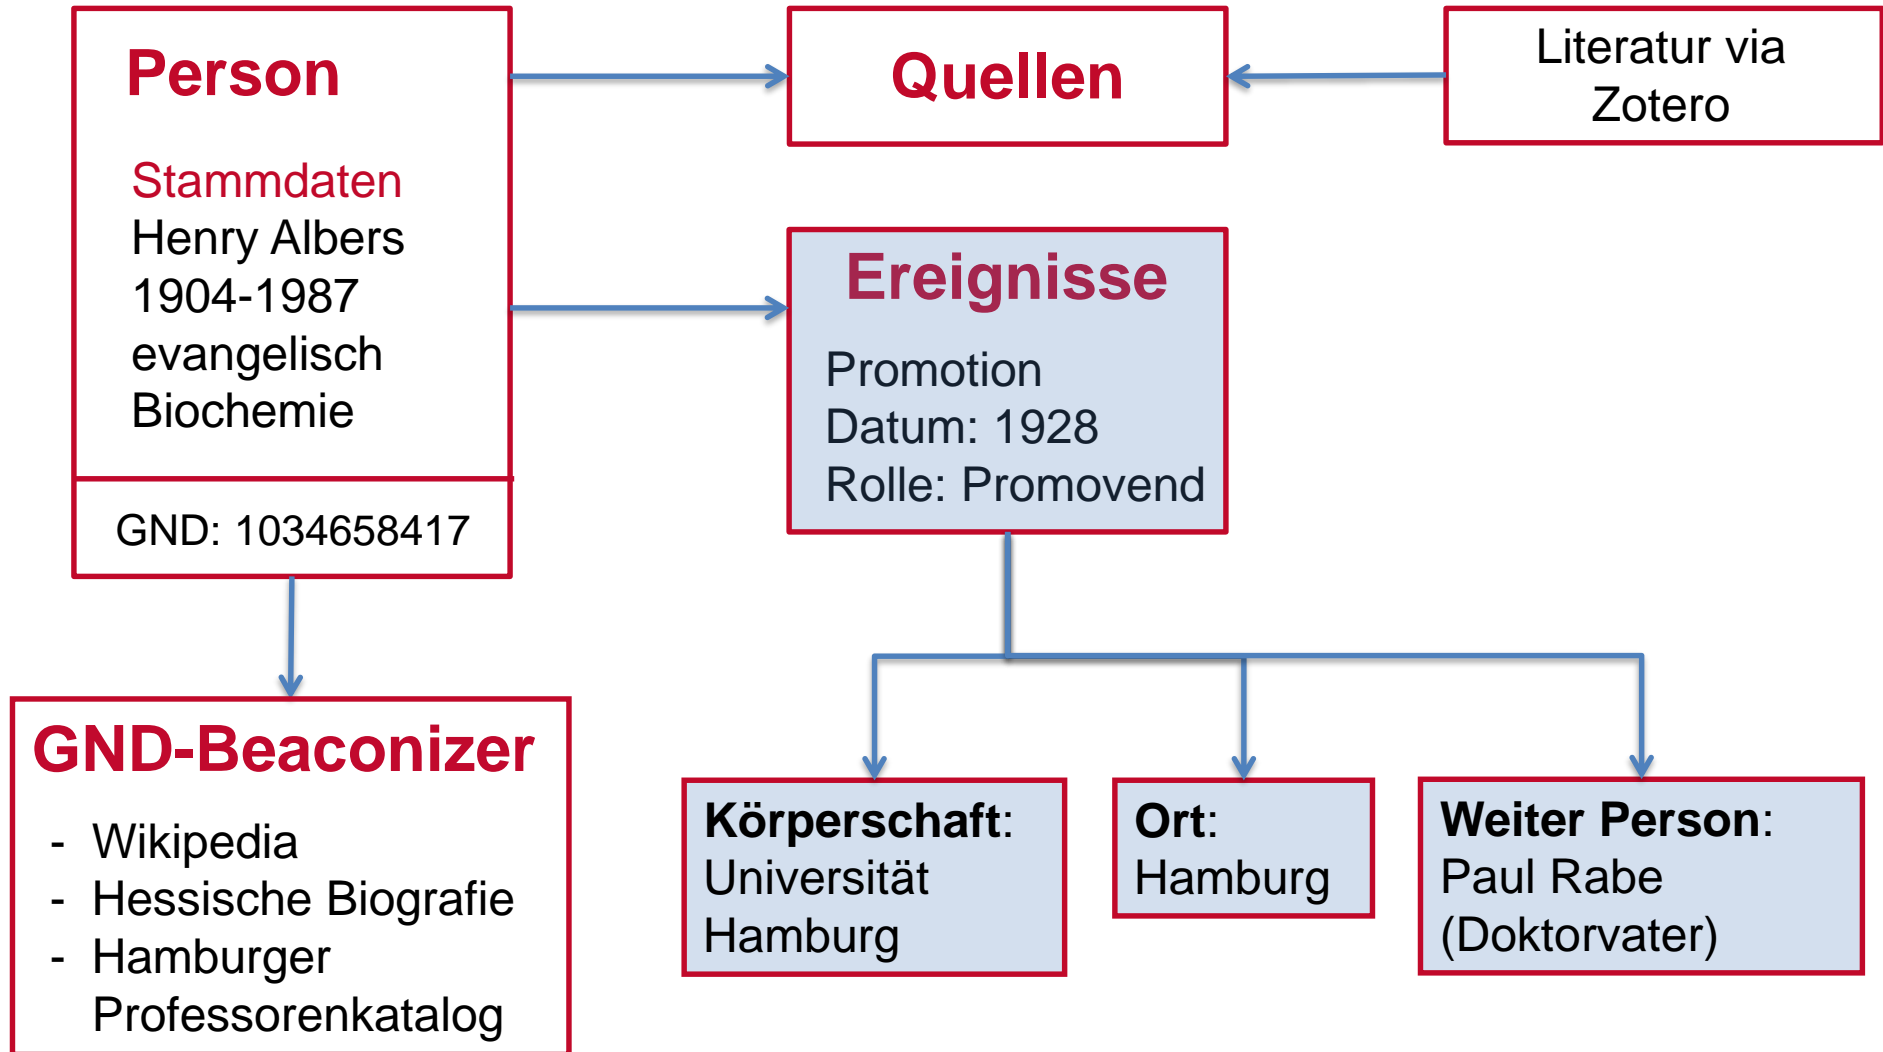 Person
Stammdaten
Henry Albers
1904-1987
evangelisch
Biochemie
GND: 1034658417
Quellen
Literatur via
Zotero
Ereignisse
Promotion
Datum: 1928
Rolle: Promovend
GND-Beaconizer
- Wikipedia
- Hessische Biografie
- Hamburger
Professorenkatalog
Körperschaft:
Universität
Hamburg
Ort:
Hamburg
Weiter Person:
Paul Rabe
(Doktorvater)